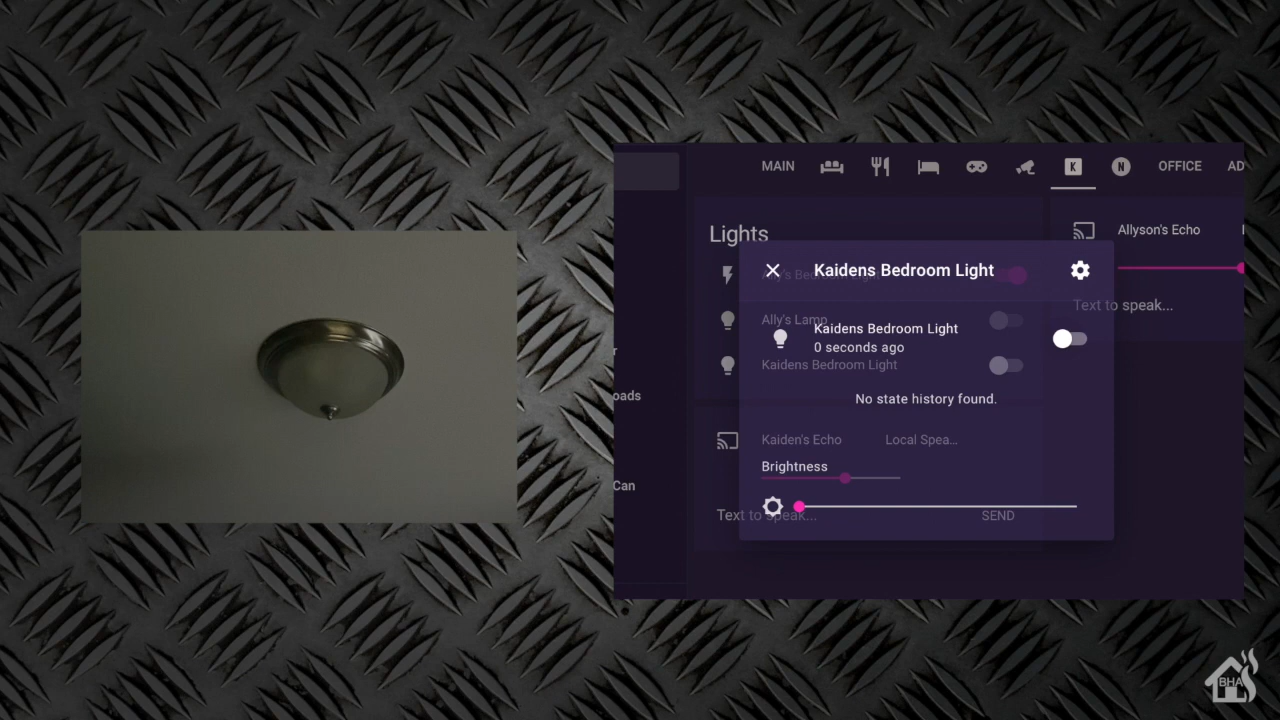 MAIN
K
N
OFFICE
AD
Lights
Allyson's Echo
Kaidens Bedroom Light
Ally's Lamp
Text to speak...
Kaidens Bedroom Light
0 seconds ago
Kaidens Bedroom Light
oads
No state history found.
Kaiden's Echo
Local Spea...
Brightness
Can
Text to speak...
SEND
BHA